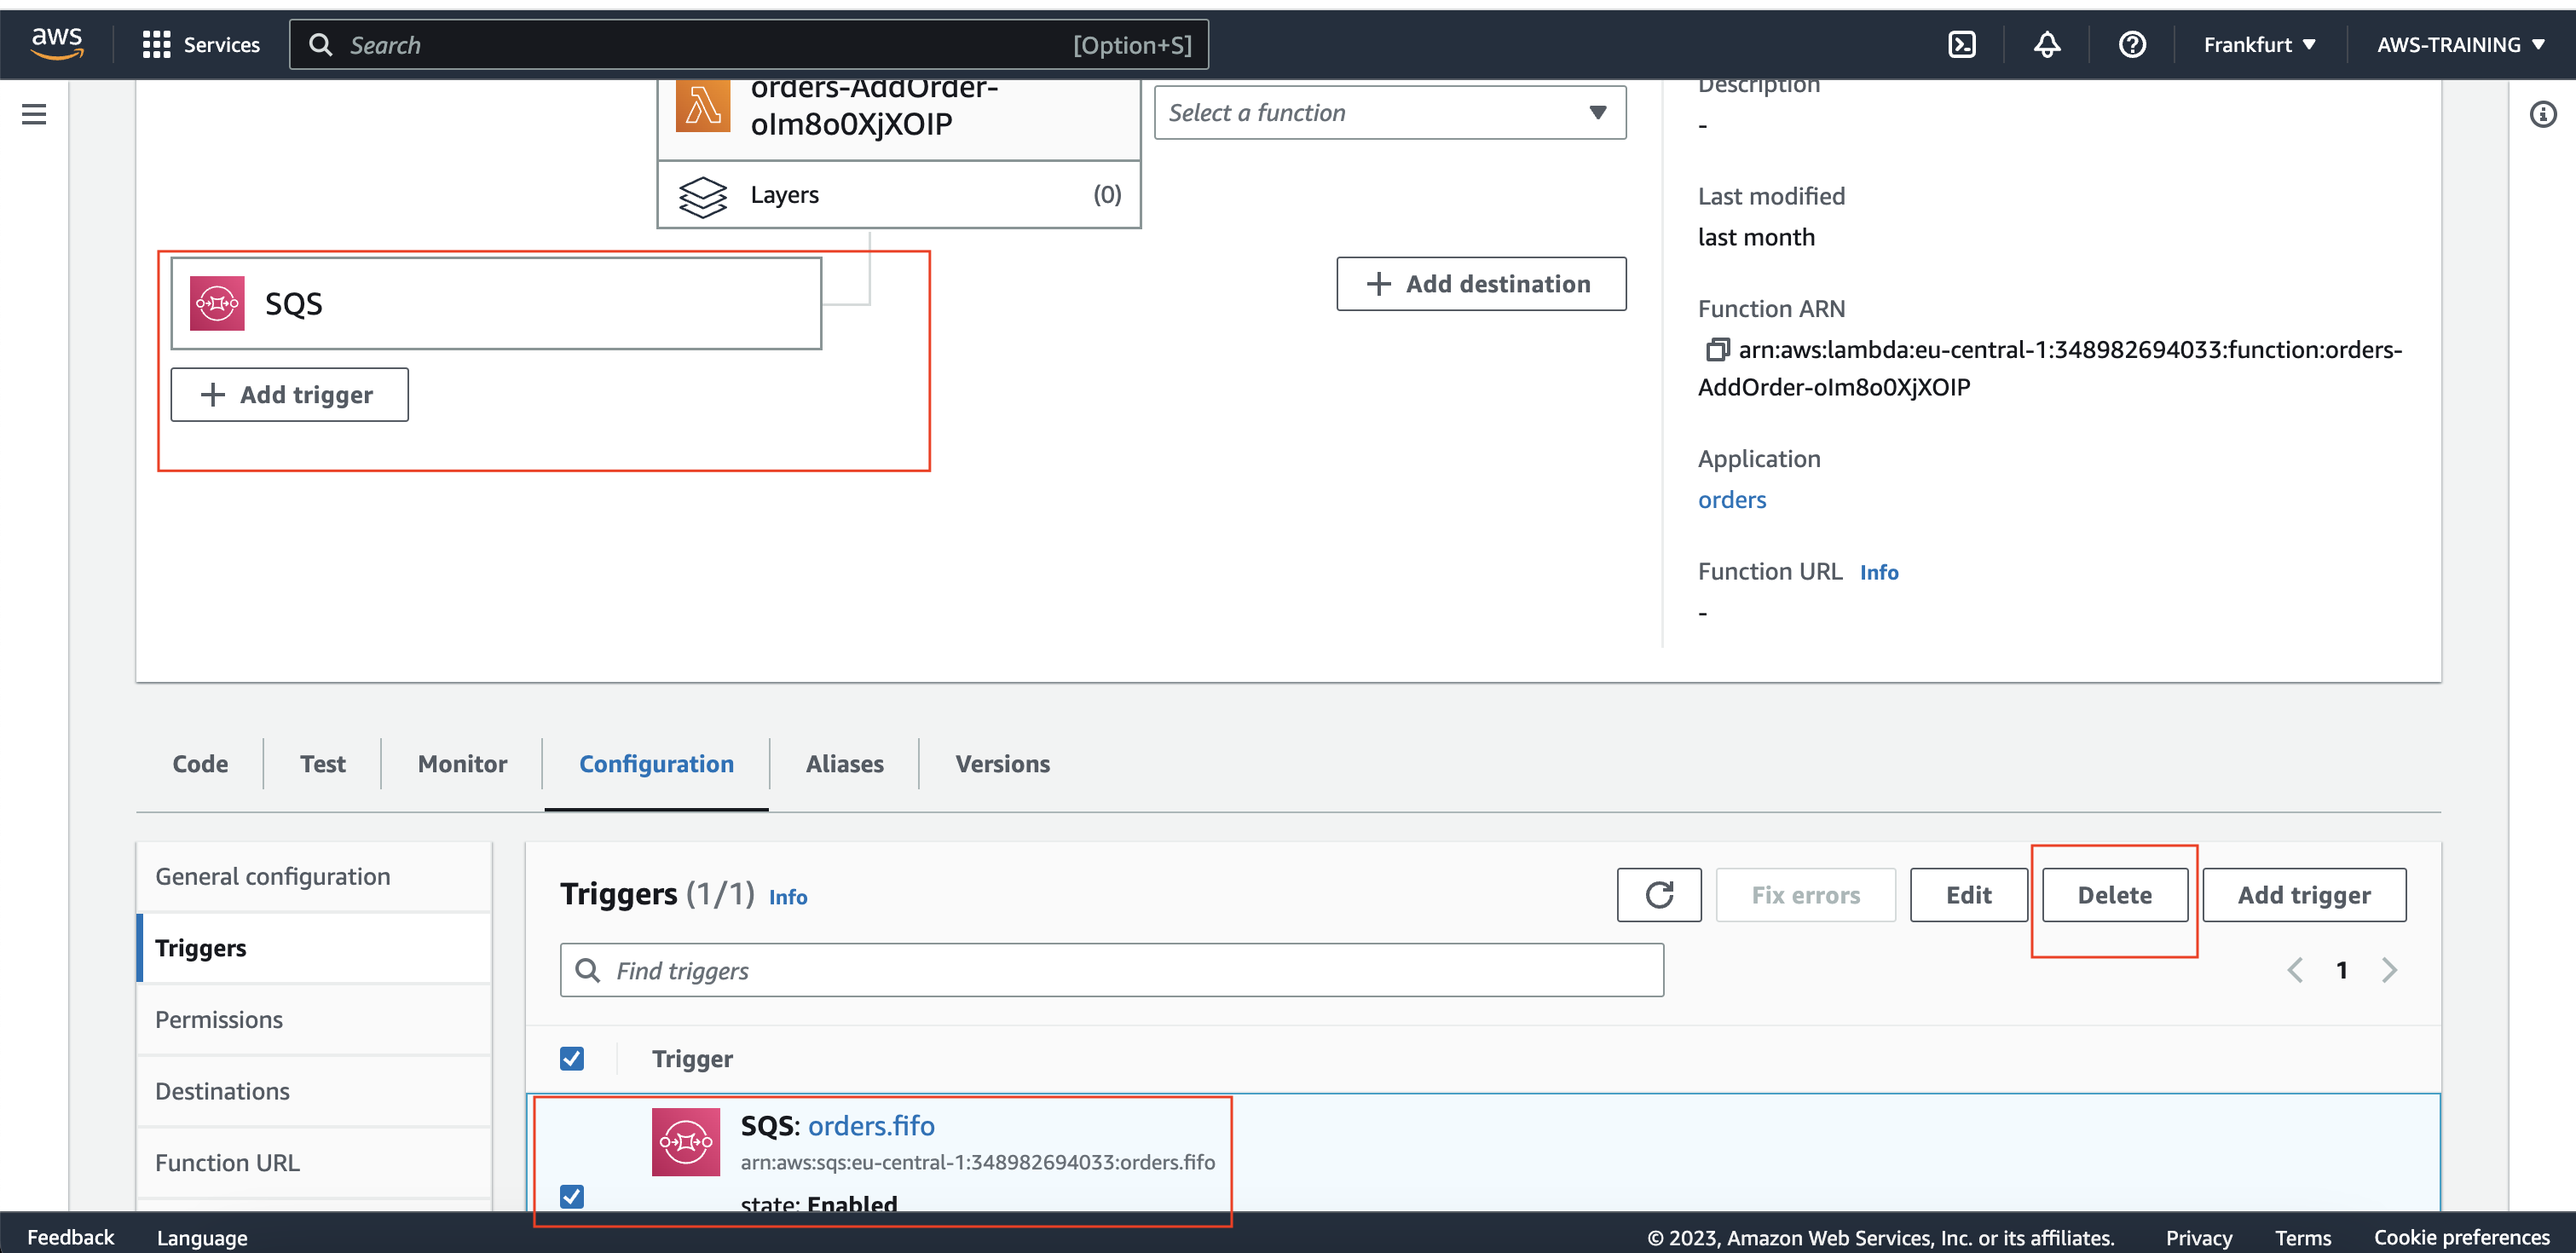 aws
Services
Search
[Option+S]
Frankfurt
AWS-TRAINING
orders-AddOrder-
oIm8o0XjXOIP
Layers
(0)
SQS
Add trigger
Select a function
Add destination
Description
-
Last modified
last month
Function ARN
arn:aws:lambda:eu-central-1:348982694033:function:orders-
AddOrder-oIm8o0XjXOIP
Application
orders
Function URL Info
-
Code
Test
Monitor
Configuration
Aliases
Versions
General configuration
Triggers
Permissions
Destinations
Function URL
Triggers (1/1) Info
Fix errors
Edit
Delete
Add trigger
Find triggers
1
Trigger
SQS: orders.fifo
arn:aws:sqs:eu-central-1:348982694033:orders.fifo
state: Enabled
Feedback
Language
© 2023, Amazon Web Services, Inc. or its affiliates.
Privacy
Terms
Cookie preferences